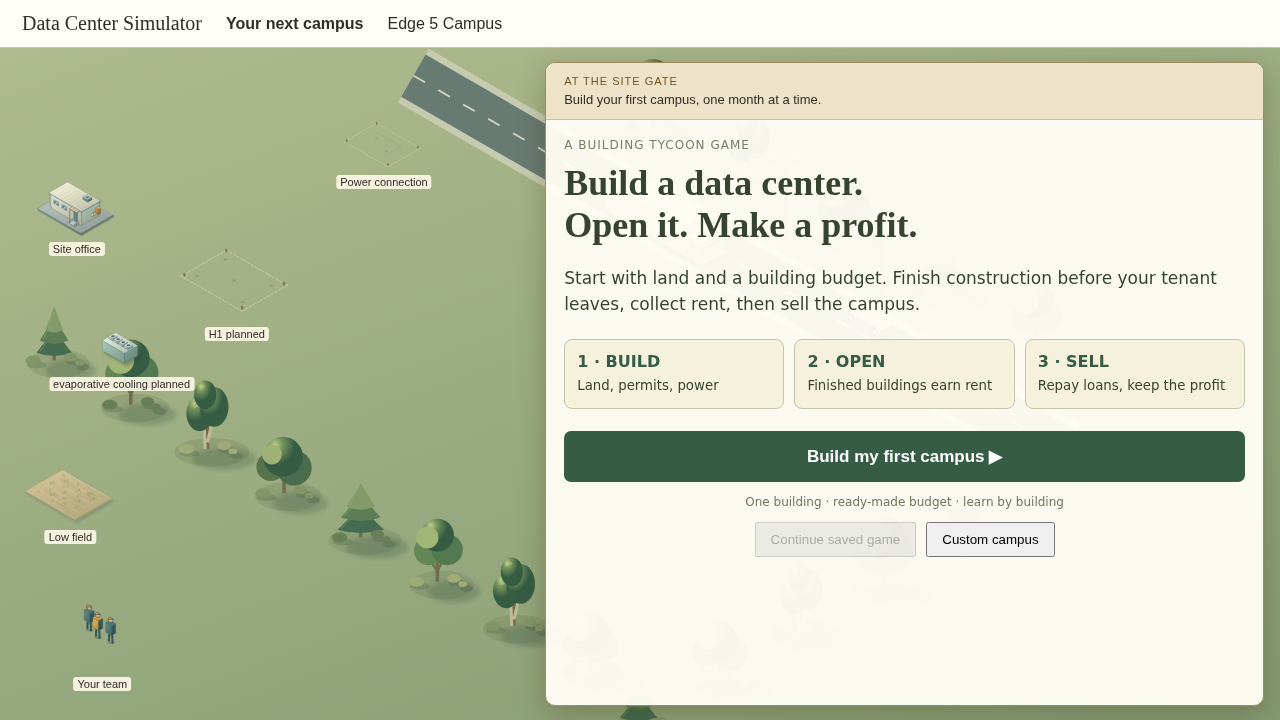 Data Center Simulator
Your next campus
Edge 5 Campus
AT THE SITE GATE
Build your first campus, one month at a time.
A BUILDING TYCOON GAME
Build a data center.
Open it. Make a profit.
Start with land and a building budget. Finish construction before your tenant
leaves, collect rent, then sell the campus.
1 · BUILD
Land, permits, power
2 · OPEN
Finished buildings earn rent
3 · SELL
Repay loans, keep the profit
Build my first campus ▶
One building · ready-made budget · learn by building
Continue saved game
Custom campus
Power connection
Site office
H1 planned
evaporative cooling planned
Low field
Your team